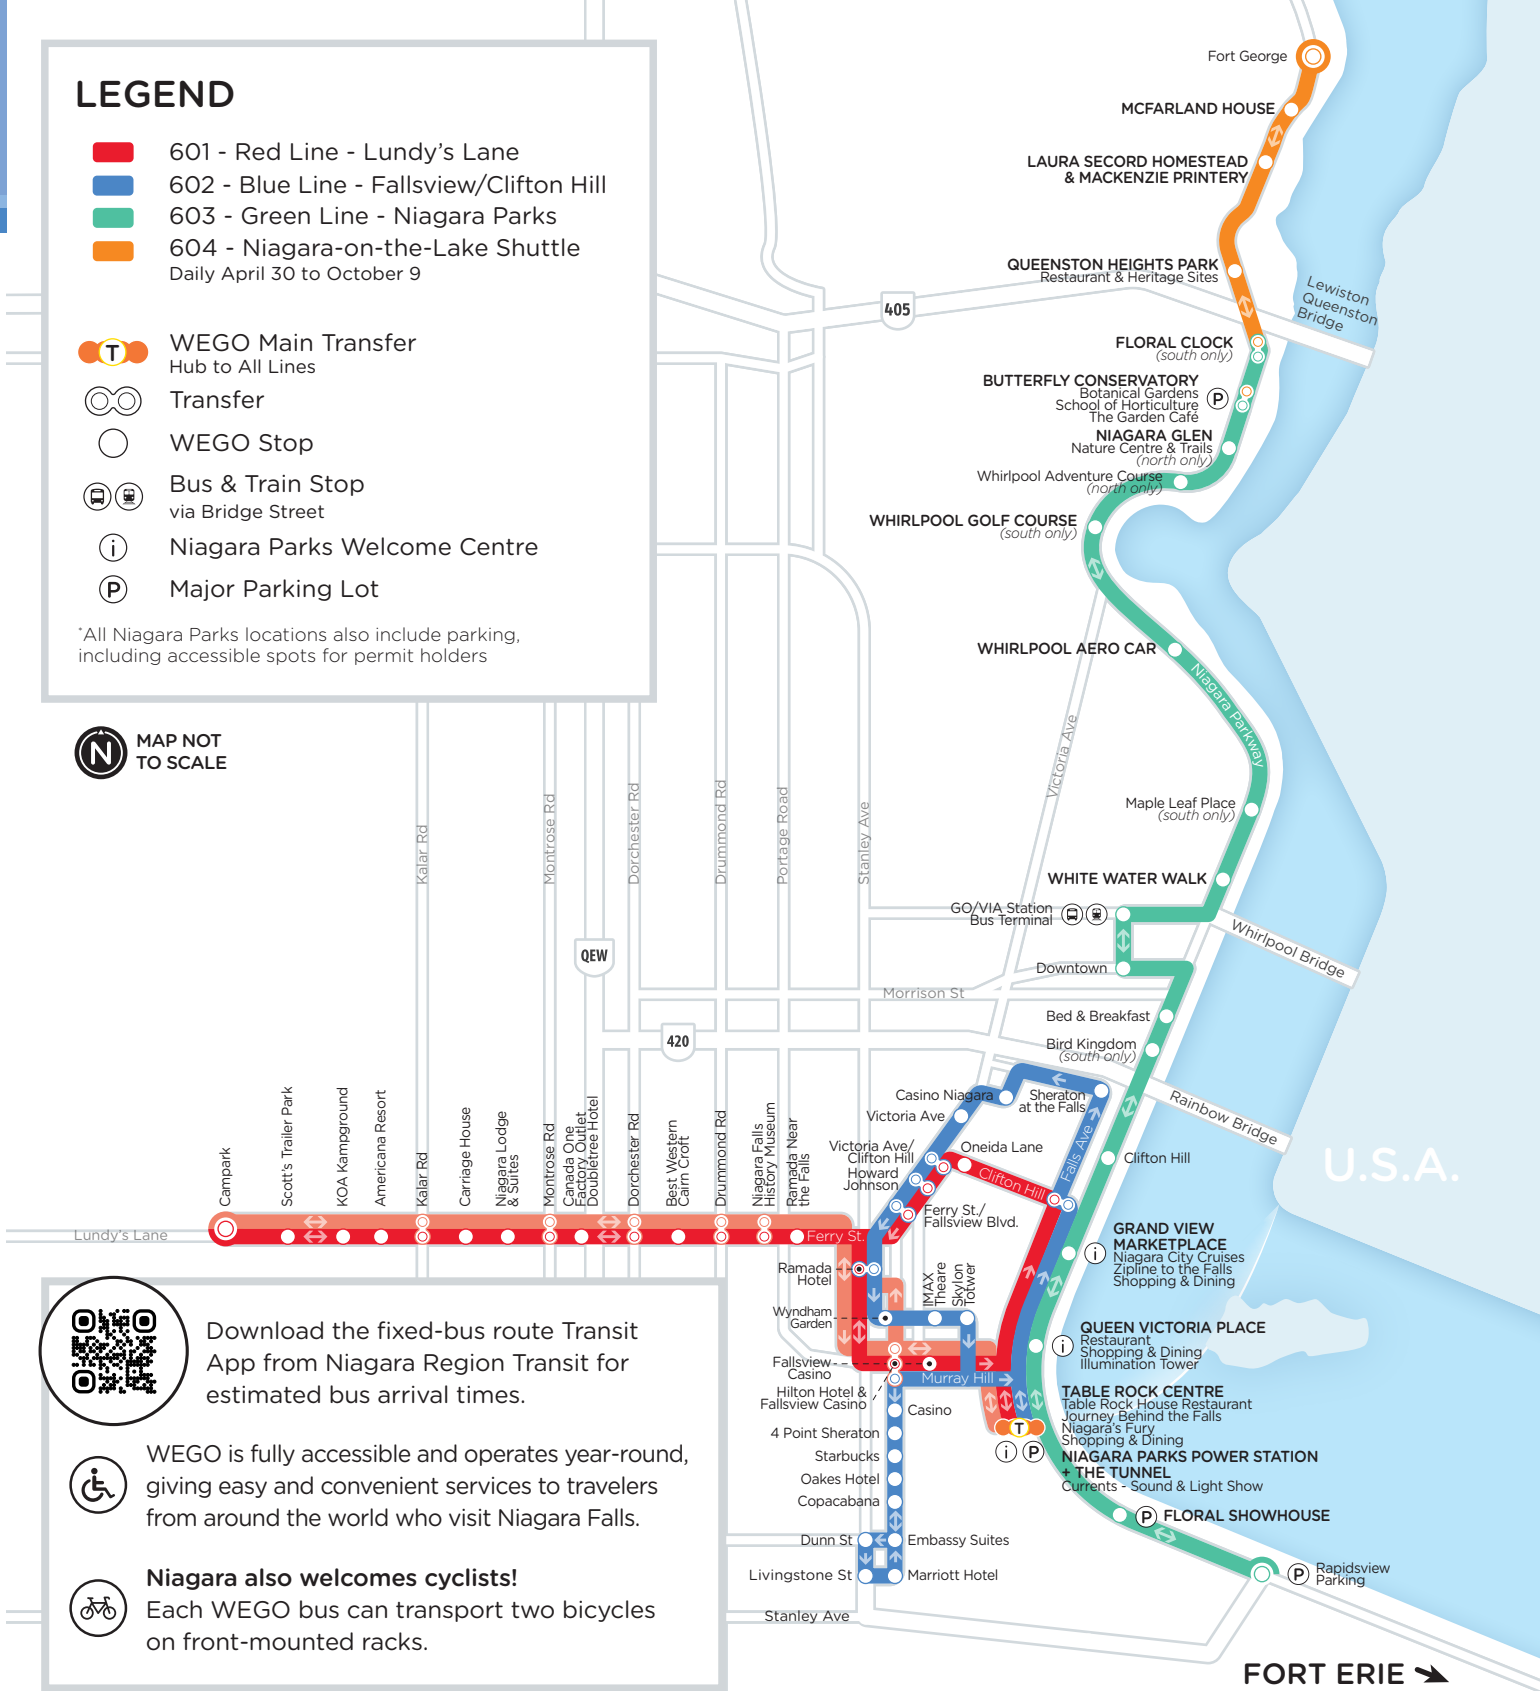 LEGEND
601 - Red Line - Lundy's Lane
602 - Blue Line - Fallsview/Clifton Hill
603 - Green Line - Niagara Parks
604 - Niagara-on-the-Lake Shuttle
Daily April 30 to October 9
T
WEGO Main Transfer
Hub to All Lines
Transfer
WEGO Stop
Bus & Train Stop
via Bridge Street
i
Niagara Parks Welcome Centre
P
Major Parking Lot
*All Niagara Parks locations also include parking,
including accessible spots for permit holders
N
MAP NOT
TO SCALE
Fort George
MCFARLAND HOUSE
LAURA SECORD HOMESTEAD
& MACKENZIE PRINTERY
QUEENSTON HEIGHTS PARK
Restaurant & Heritage Sites
405
Lewiston
Queenston
Bridge
FLORAL CLOCK
(south only)
BUTTERFLY CONSERVATORY
Botanical Gardens
School of Horticulture
The Garden Café
P
NIAGARA GLEN
Nature Centre & Trails
(north only)
Whirlpool Adventure Course
(north only)
WHIRLPOOL GOLF COURSE
(south only)
WHIRLPOOL AERO CAR
Niagara Parkway
Victoria Ave
Maple Leaf Place
(south only)
WHITE WATER WALK
Kalar Rd
Montrose Rd
Dorchester Rd
Drummond Rd
Portage Road
Stanley Ave
GO/VIA Station
Bus Terminal
Whirlpool Bridge
QEW
Downtown
Morrison St
Bed & Breakfast
420
Bird Kingdom
(south only)
Rainbow Bridge
Casino Niagara
Sheraton
at the Falls
Victoria Ave
Falls Ave
Victoria Ave/
Clifton Hill
Oneida Lane
Howard
Johnson
Clifton Hill
Clifton Hill
U.S.A.
Ferry St./
Fallsview Blvd.
Campark
Scott's Trailer Park
KOA Kampground
Americana Resort
Kalar Rd
Carriage House
Niagara Lodge
& Suites
Montrose Rd
Canada One
Factory Outlet
Doubletree Hotel
Dorchester Rd
Best Western
Cairn Croft
Drummond Rd
Niagara Falls
History Museum
Ramada Near
the Falls
Lundy's Lane
Ferry St.
GRAND VIEW
MARKETPLACE
Niagara City Cruises
Zipline to the Falls
Shopping & Dining
i
Ramada
Hotel
IMAX
Theare
Skylon
Totwer
Wyndham
Garden
QUEEN VICTORIA PLACE
Restaurant
Shopping & Dining
Illumination Tower
i
Fallsview
Casino
Murray Hill
Hilton Hotel &
Fallsview Casino
TABLE ROCK CENTRE
Table Rock House Restaurant
Journey Behind the Falls
Niagara's Fury
Shopping & Dining
T
i P
NIAGARA PARKS POWER STATION
+ THE TUNNEL
Currents - Sound & Light Show
Casino
4 Point Sheraton
Starbucks
Oakes Hotel
Copacabana
P FLORAL SHOWHOUSE
Dunn St
Embassy Suites
Livingstone St
Marriott Hotel
P
Rapidsview
Parking
Stanley Ave
FORT ERIE
Download the fixed-bus route Transit
App from Niagara Region Transit for
estimated bus arrival times.
WEGO is fully accessible and operates year-round,
giving easy and convenient services to travelers
from around the world who visit Niagara Falls.
Niagara also welcomes cyclists!
Each WEGO bus can transport two bicycles
on front-mounted racks.